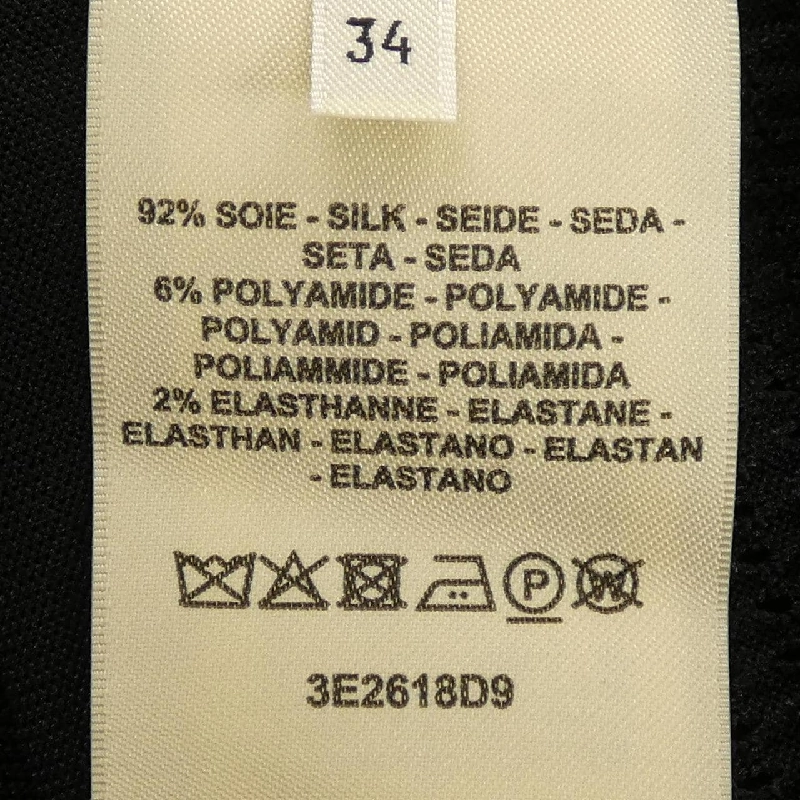 34
92% SOIE - SILK - SEIDE - SEDA -
SETA - SEDA
6% POLYAMIDE - POLYAMIDE -
POLYAMID - POLIAMIDA -
POLIAMMIDE - POLIAMIDA
2% ELASTHANNE - ELASTANE -
ELASTHAN - ELASTANO - ELASTAN
- ELASTANO
P W
3E2618D9